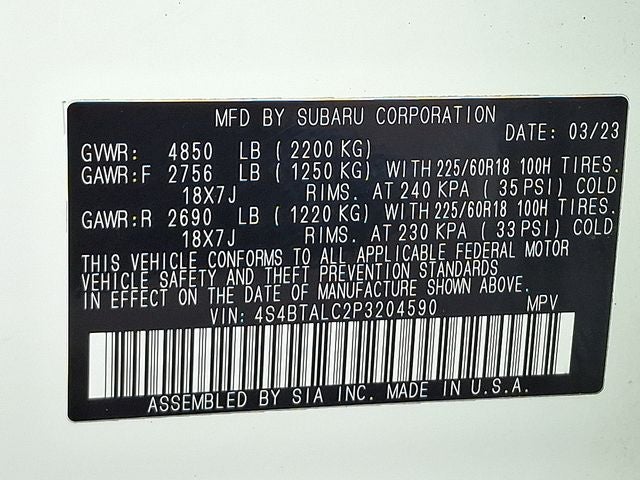 MFD BY SUBARU CORPORATION
DATE: 03/23
GVWR: 4850 LB ( 2200 KG)
GAWR:F 2756 LB ( 1250 KG) WITH 225/60R18 100H TIRES.
18X7J RIMS. AT 240 KPA ( 35 PSI) COLD
GAWR:R 2690 LB ( 1220 KG) WITH 225/60R18 100H TIRES.
18X7J RIMS. AT 230 KPA ( 33 PSI) COLD
THIS VEHICLE CONFORMS TO ALL APPLICABLE FEDERAL MOTOR
VEHICLE SAFETY AND THEFT PREVENTION STANDARDS
IN EFFECT ON THE DATE OF MANUFACTURE SHOWN ABOVE.
VIN: 4S4BTALC2P3204590 MPV
ASSEMBLED BY SIA INC. MADE IN U.S.A.